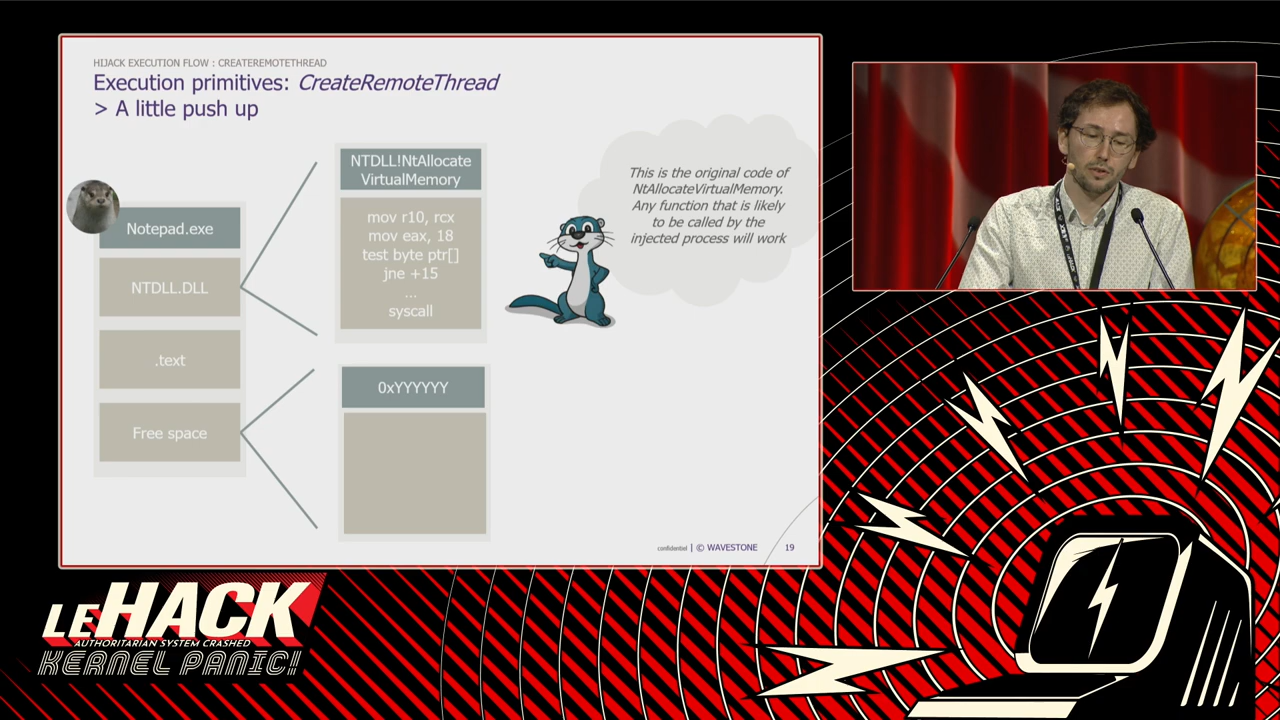 HIJACK EXECUTION FLOW : CREATEREMOTETHREAD
Execution primitives: CreateRemoteThread
> A little push up
Notepad.exe
NTDLL.DLL
.text
Free space
NTDLL!NtAllocate
VirtualMemory
mov r10, rcx
mov eax, 18
test byte ptr[]
jne +15
...
syscall
0xYYYYYY
This is the original code of
NtAllocateVirtualMemory.
Any function that is likely
to be called by the
injected process will work
confidentiel | © WAVESTONE 19
LEHACK
AUTHORITARIAN SYSTEM CRASHED
KERNEL PANIC!